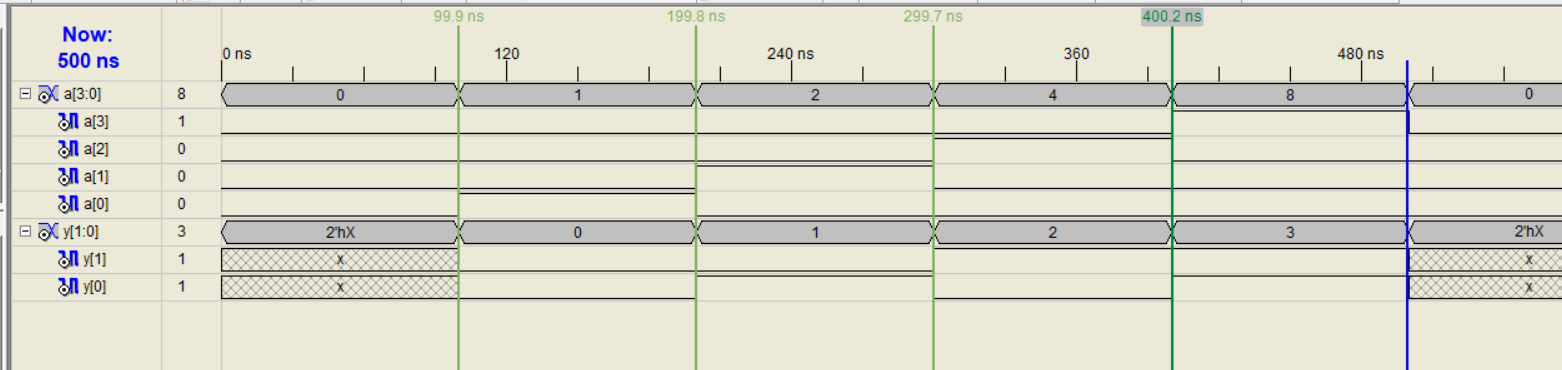 99.9 ns 199.8 ns 299.7 ns 400.2 ns
Now:
500 ns
0 ns 120 240 ns 360 480 ns
a[3:0] 8 0 1 2 4 8 0
a[3] 1
a[2] 0
a[1] 0
a[0] 0
y[1:0] 3 2'hX 0 1 2 3 2'hX
y[1] 1 x x
y[0] 1 x x